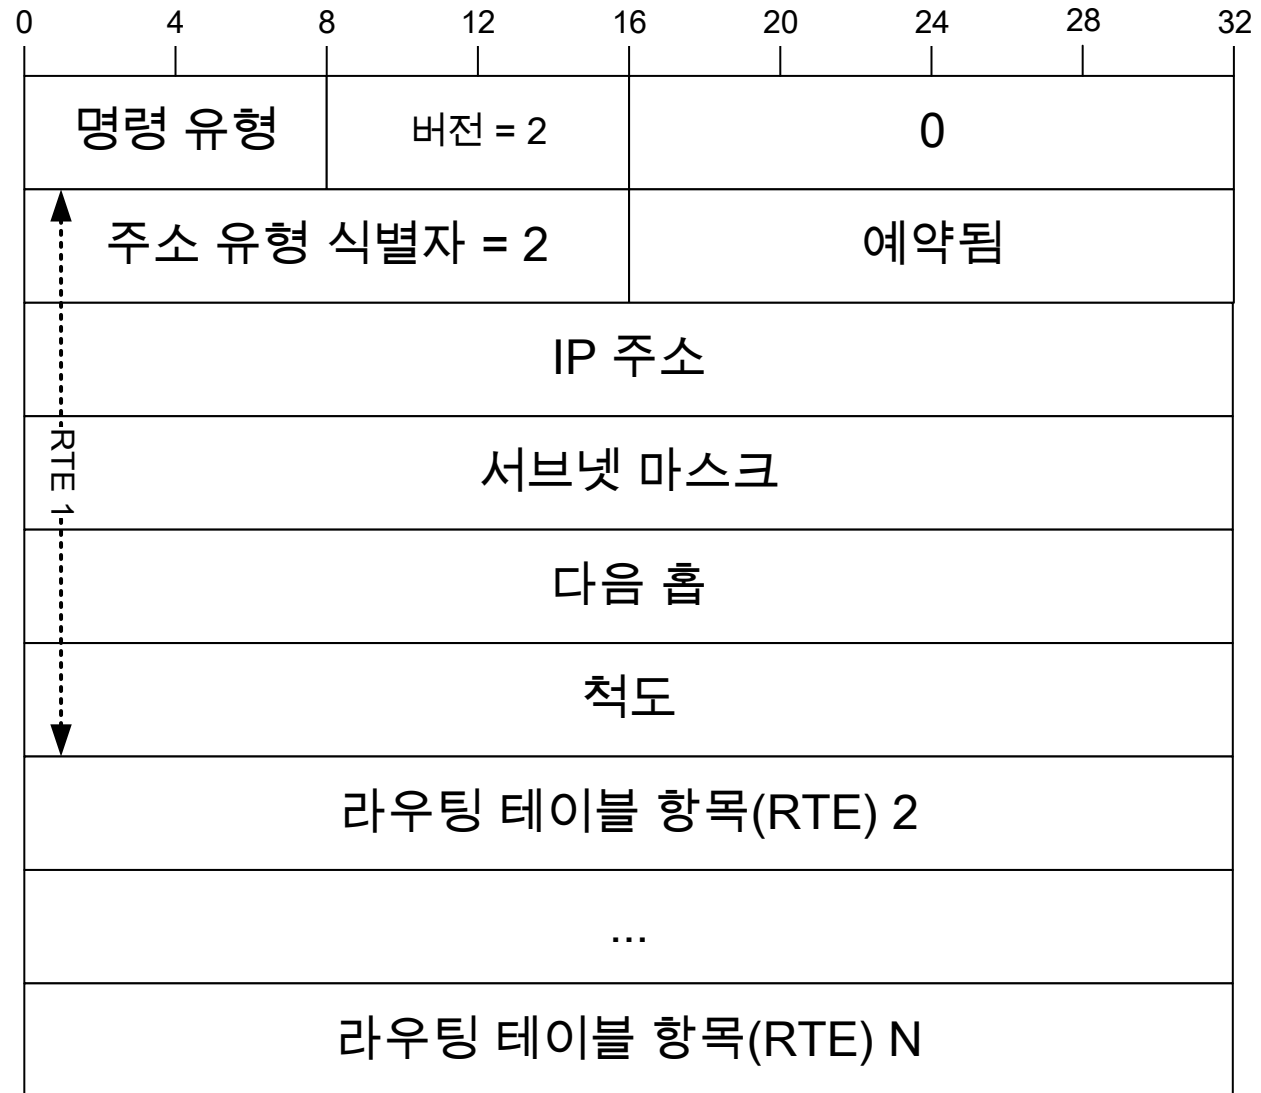 0 4 8 12 16 20 24 28 32
명령 유형 버전 = 2 0
주소 유형 식별자 = 2 예약됨
IP 주소
서브넷 마스크
RTE 1
다음 홉
척도
라우팅 테이블 항목(RTE) 2
...
라우팅 테이블 항목(RTE) N